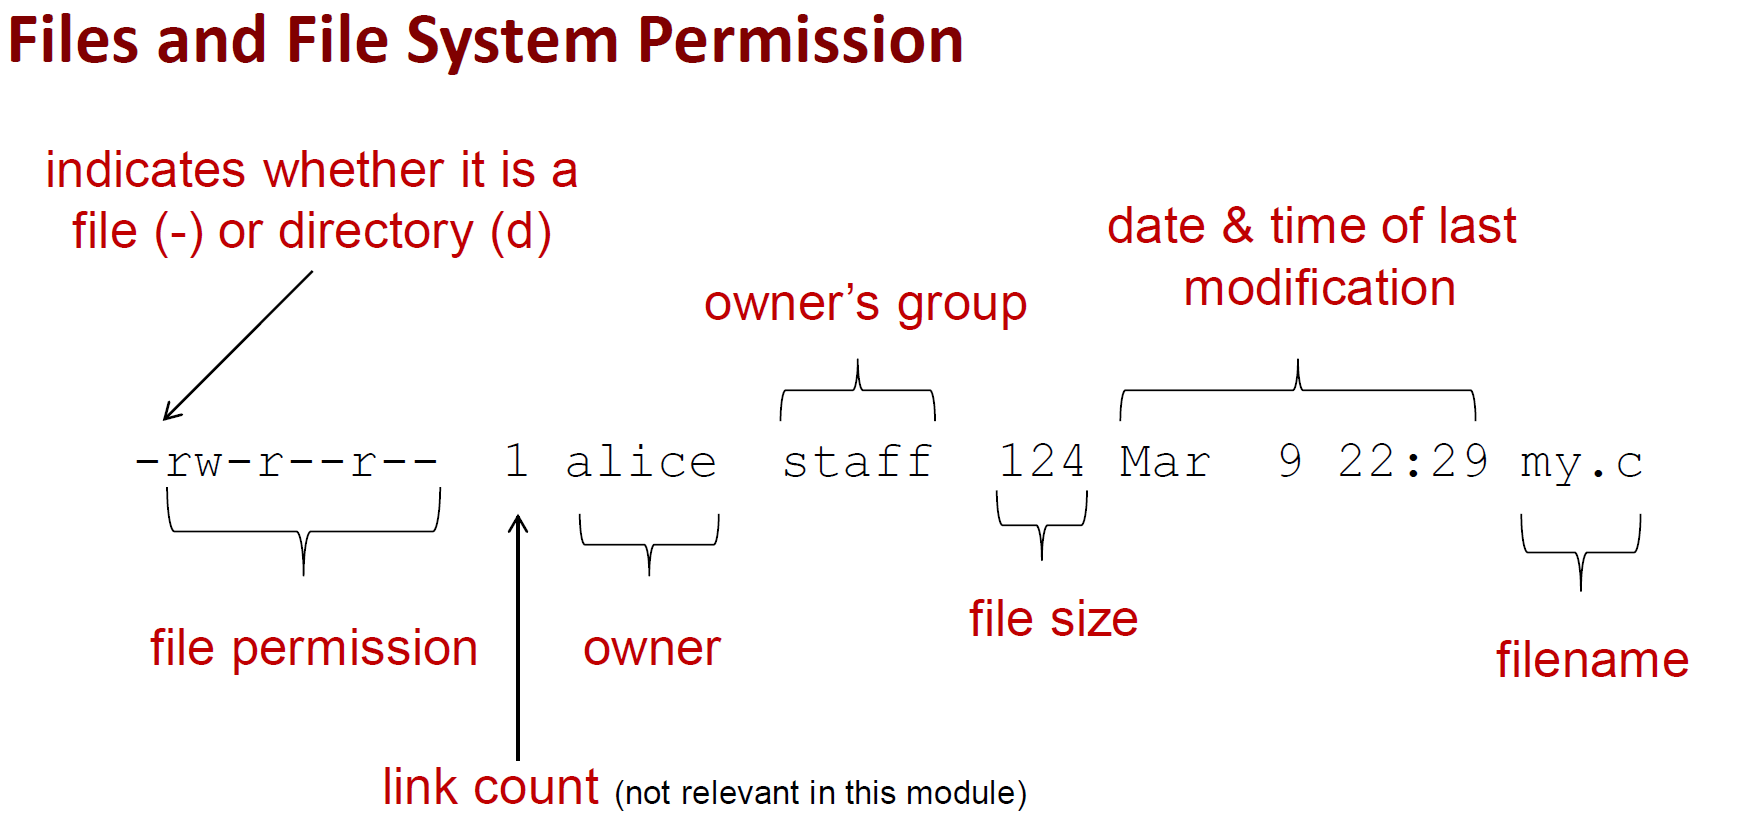 Files and File System Permission
indicates whether it is a
file (-) or directory (d)
date & time of last
modification
owner’s group
-rw-r--r-- 1 alice staff 124 Mar 9 22:29 my.c
file permission
owner
file size
filename
link count (not relevant in this module)